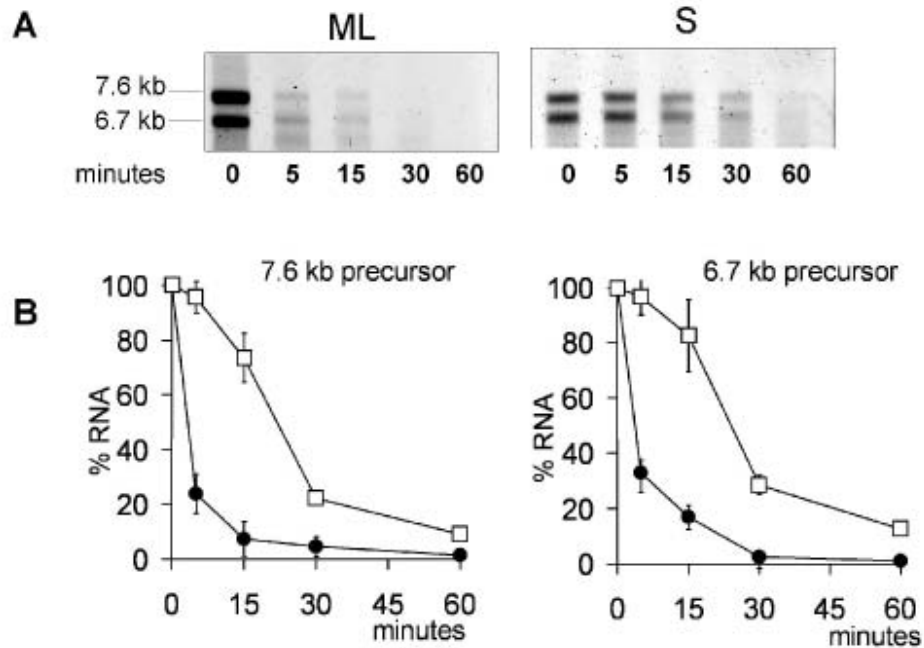 A
ML
S
7.6 kb
6.7 kb
minutes 0 5 15 30 60
0 5 15 30 60
B
7.6 kb precursor
% RNA
100
80
60
40
20
0
0 15 30 45 60
minutes
6.7 kb precursor
% RNA
100
80
60
40
20
0
0 15 30 45 60
minutes